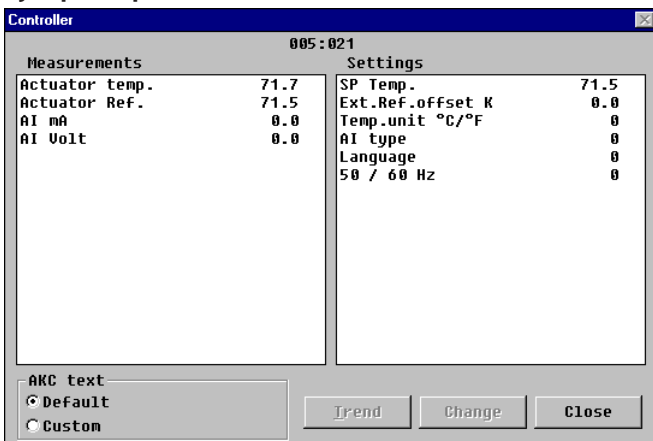 Controller
005:021
Measurements
Settings
Actuator temp. 71.7
Actuator Ref. 71.5
AI mA 0.0
AI Volt 0.0
SP Temp. 71.5
Ext.Ref.offset K 0.0
Temp.unit °C/°F 0
AI type 0
Language 0
50 / 60 Hz 0
AKC text
Default
Custom
Trend
Change
Close